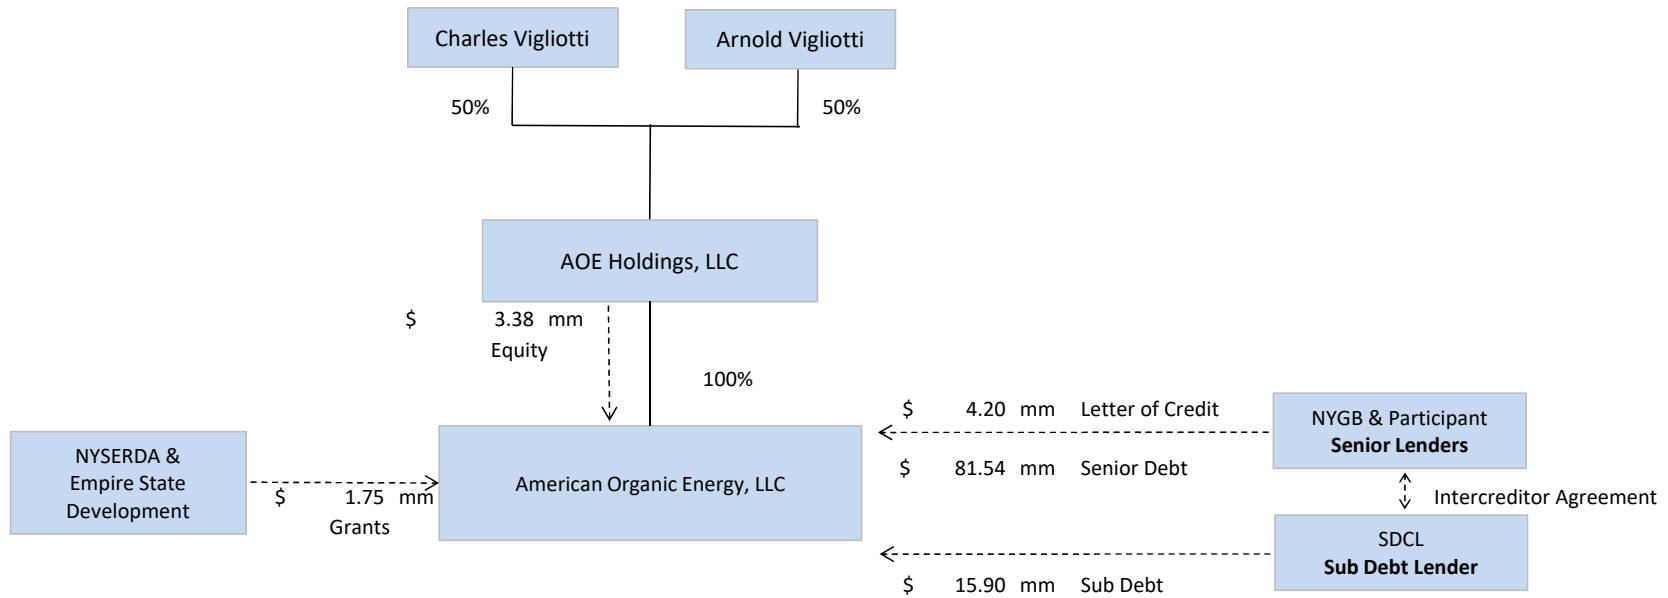 Charles Vigliotti
Arnold Vigliotti
50%
50%
AOE Holdings, LLC
$ 3.38 mm
Equity
100%
NYSERDA &
Empire State
Development
$ 1.75 mm
Grants
American Organic Energy, LLC
$ 4.20 mm Letter of Credit
$ 81.54 mm Senior Debt
NYGB & Participant
Senior Lenders
Intercreditor Agreement
SDCL
Sub Debt Lender
$ 15.90 mm Sub Debt